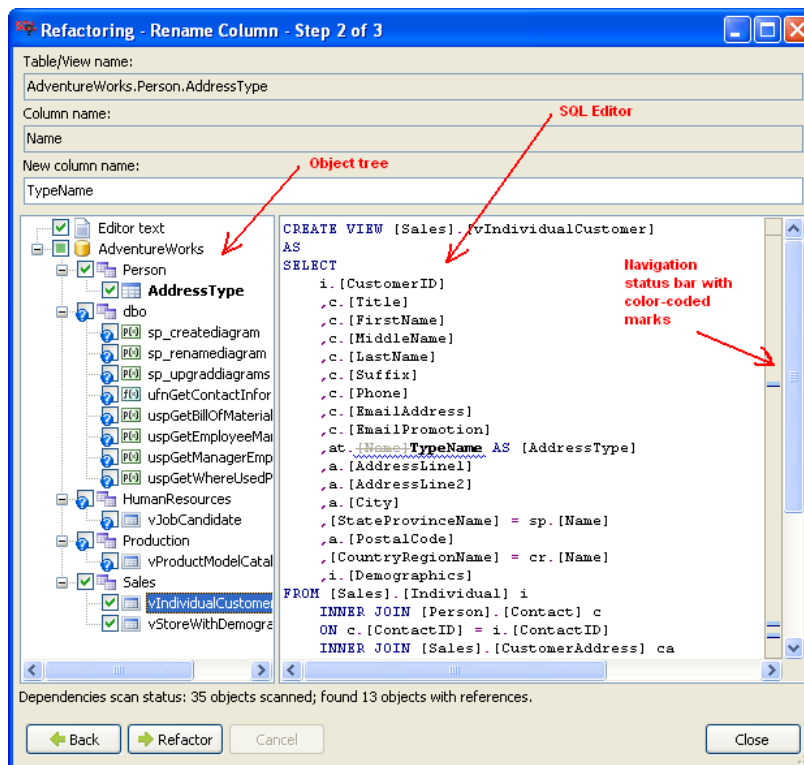 Refactoring - Rename Column - Step 2 of 3
Table/View name:
AdventureWorks.Person.AddressType
Column name:
Name
New column name:
TypeName
SQL Editor
Object tree
Editor text
AdventureWorks
Person
AddressType
dbo
P(×) sp_creatediagram
P(×) sp_renamediagram
P(×) sp_upgraddiagrams
f(×) ufnGetContactInfor
P(×) uspGetBillOfMaterial
P(×) uspGetEmployeeMa
P(×) uspGetManagerEmp
P(×) uspGetWhereUsedP
HumanResources
vJobCandidate
Production
vProductModelCatal
Sales
vIndividualCustomer
vStoreWithDemogra
CREATE VIEW [Sales].[vIndividualCustomer]
AS
SELECT
i.[CustomerID]
,c.[Title]
,c.[FirstName]
,c.[MiddleName]
,c.[LastName]
,c.[Suffix]
,c.[Phone]
,c.[EmailAddress]
,c.[EmailPromotion]
,at.[Name]TypeName AS [AddressType]
,a.[AddressLine1]
,a.[AddressLine2]
,a.[City]
,[StateProvinceName] = sp.[Name]
,a.[PostalCode]
,[CountryRegionName] = cr.[Name]
,i.[Demographics]
FROM [Sales].[Individual] i
INNER JOIN [Person].[Contact] c
ON c.[ContactID] = i.[ContactID]
INNER JOIN [Sales].[CustomerAddress] ca
Navigation
status bar with
color-coded
marks
Dependencies scan status: 35 objects scanned; found 13 objects with references.
Back
Refactor
Cancel
Close